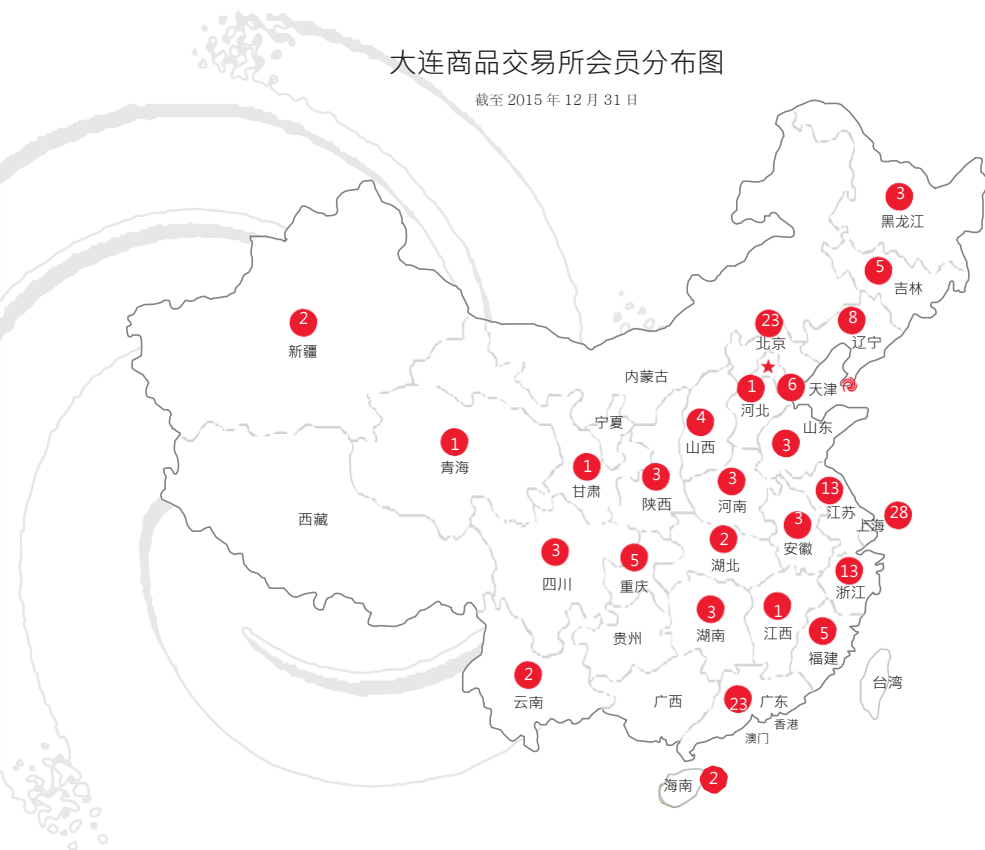 大连商品交易所会员分布图
截至 2015 年 12 月 31 日
3
黑龙江
5
吉林
2
新疆
23
北京
8
辽宁
内蒙古
1
河北
6
天津
宁夏
4
山西
山东
3
1
青海
1
甘肃
3
陕西
3
河南
13
江苏
28
上海
西藏
3
安徽
2
湖北
3
四川
5
重庆
13
浙江
3
湖南
1
江西
5
福建
贵州
2
云南
广西
23
广东
台湾
香港
澳门
海南
2